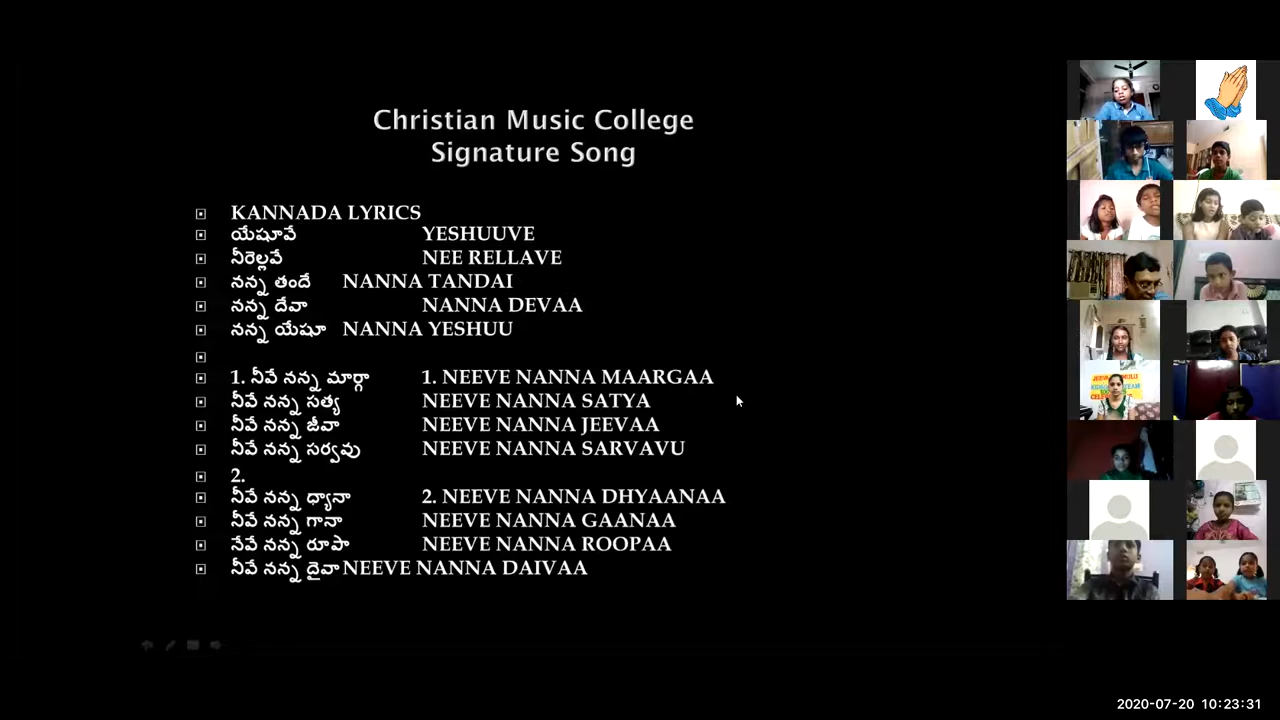 Christian Music College
Signature Song
KANNADA LYRICS
యేషూవే YESHUUVE
నీరెల్లవే NEE RELLAVE
నన్న తందే NANNA TANDAI
నన్న దేవా NANNA DEVAA
నన్న యేషూ NANNA YESHUU
1. నీవే నన్న మార్గా 1. NEEVE NANNA MAARGAA
నీవే నన్న సత్య NEEVE NANNA SATYA
నీవే నన్న జీవా NEEVE NANNA JEEVAA
నీవే నన్న సర్వవు NEEVE NANNA SARVAVU
2.
నీవే నన్న ధ్యానా 2. NEEVE NANNA DHYAANAA
నీవే నన్న గానా NEEVE NANNA GAANAA
నేవే నన్న రూపా NEEVE NANNA ROOPAA
నీవే నన్న దైవా NEEVE NANNA DAIVAA
2020-07-20 10:23:31